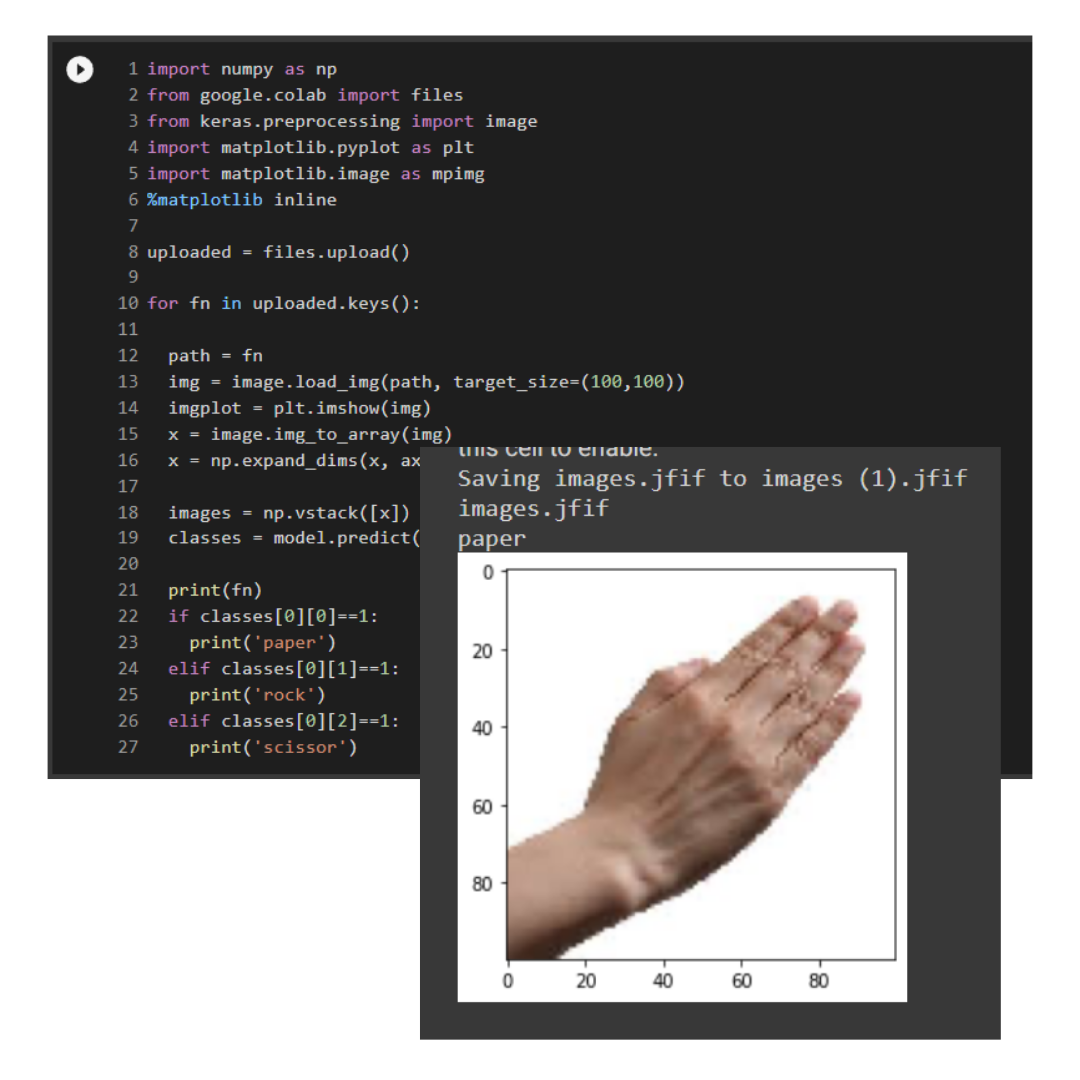 1 import numpy as np
2 from google.colab import files
3 from keras.preprocessing import image
4 import matplotlib.pyplot as plt
5 import matplotlib.image as mpimg
6 %matplotlib inline
7
8 uploaded = files.upload()
9
10 for fn in uploaded.keys():
11
12 path = fn
13 img = image.load_img(path, target_size=(100,100))
14 imgplot = plt.imshow(img)
15 x = image.img_to_array(img)
16 x = np.expand_dims(x, ax
17
18 images = np.vstack([x])
19 classes = model.predict(
20
21 print(fn)
22 if classes[0][0]==1:
23 print('paper')
24 elif classes[0][1]==1:
25 print('rock')
26 elif classes[0][2]==1:
27 print('scissor')
this cell to enable.
Saving images.jfif to images (1).jfif
images.jfif
paper
0
20
40
60
80
0 20 40 60 80